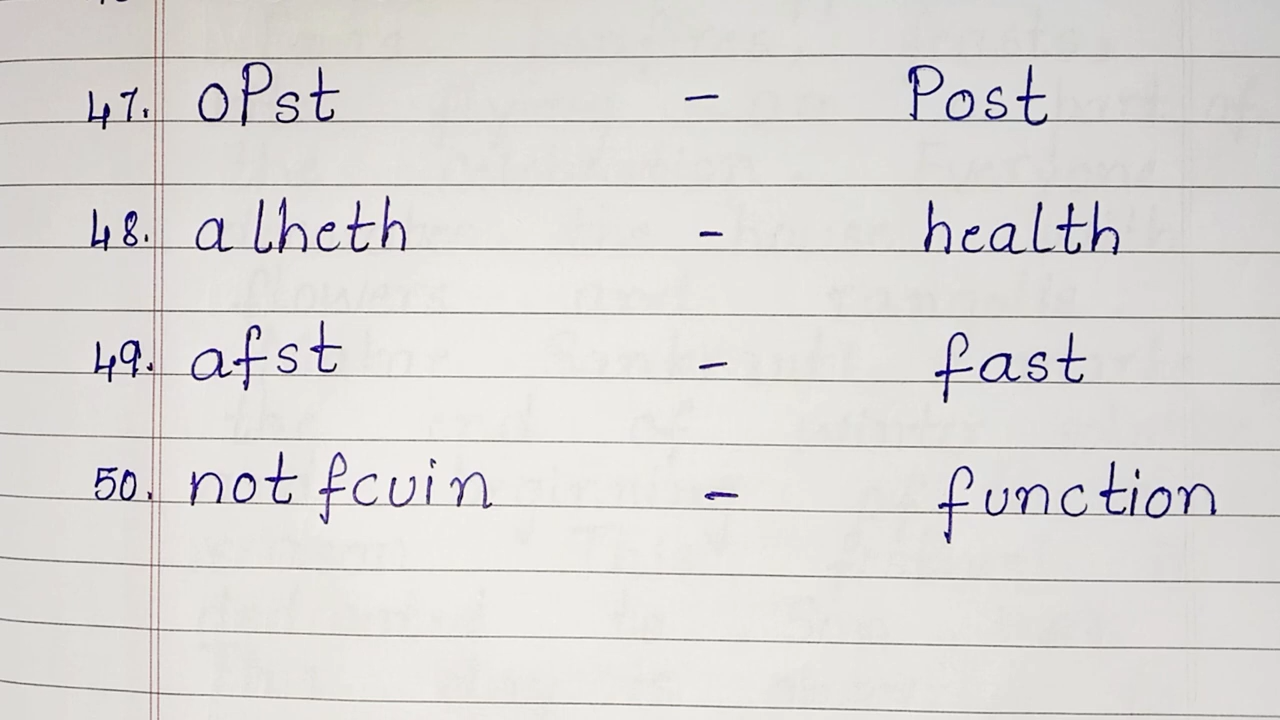 47. oPst - Post
48. alheth - health
49. afst - fast
50. notfcuin - function